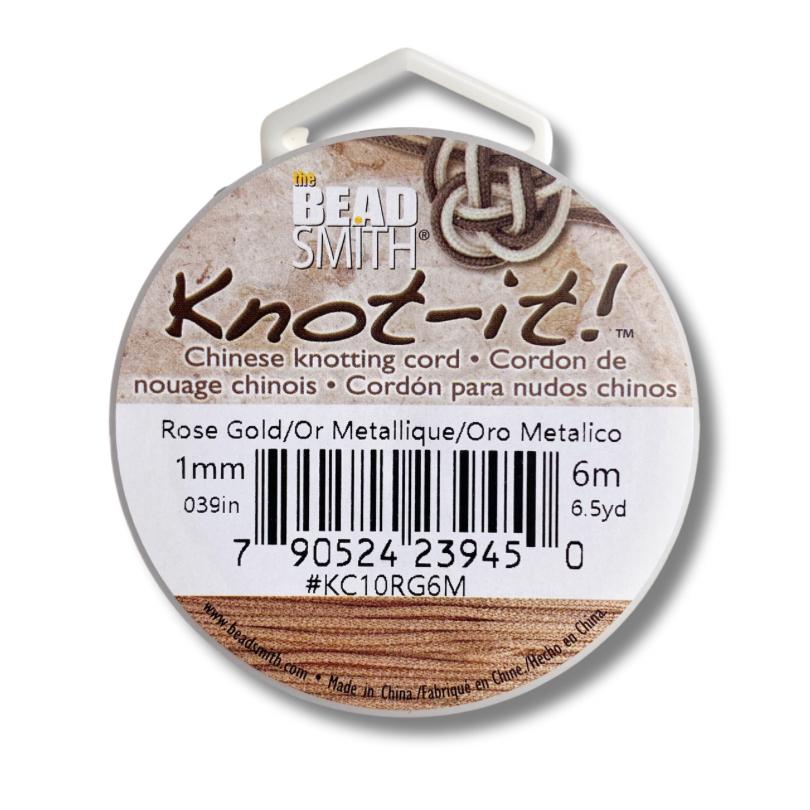 the
BEAD
SMITH®
Knot-it!™
Chinese knotting cord • Cordon de
nouage chinois • Cordón para nudos chinos
Rose Gold/Or Metallique/Oro Metalico
1mm
039in
6m
6.5yd
7 90524 23945 0
#KC10RG6M
www.beadsmith.com • Made in China./Fabriqué en Chine./Hecho en China.